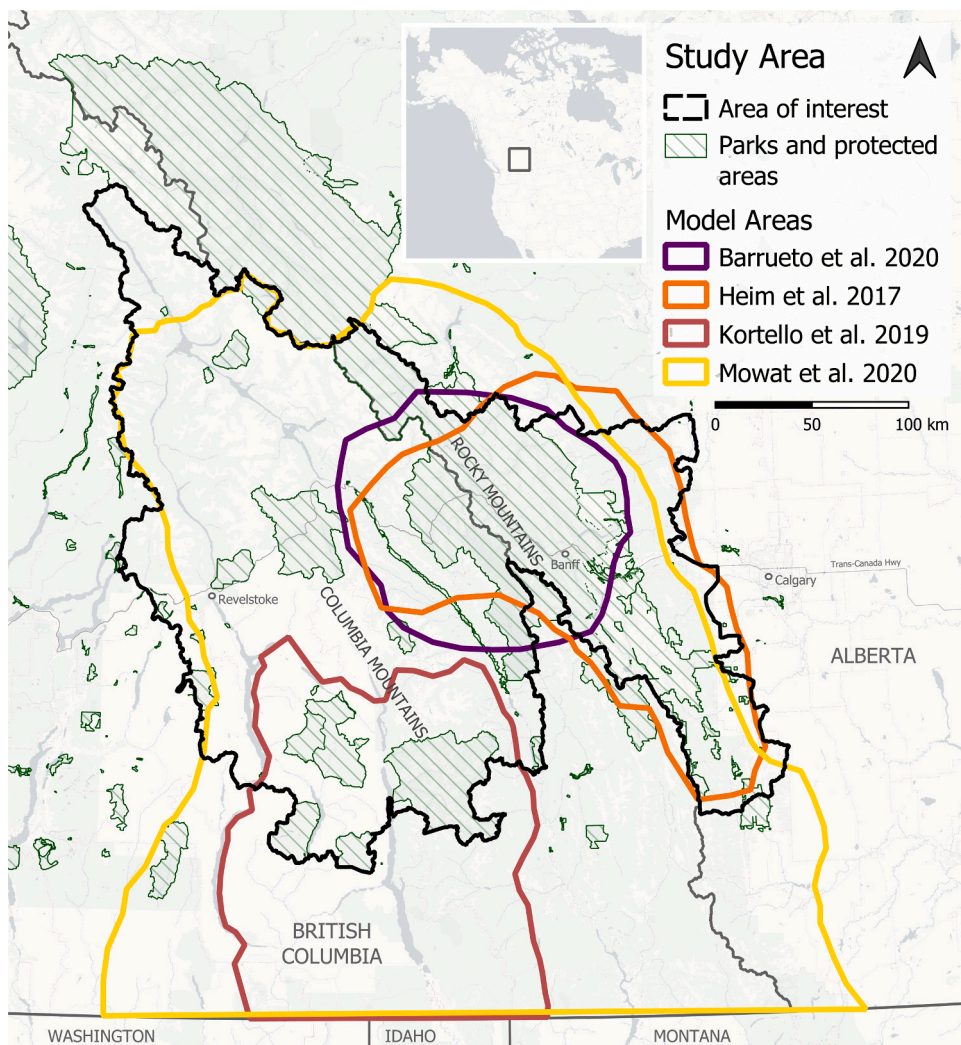 Study Area
Area of interest
Parks and protected
areas
Model Areas
Barrueto et al. 2020
Heim et al. 2017
Kortello et al. 2019
Mowat et al. 2020
0 50 100 km
ROCKY MOUNTAINS
Banff
Trans-Canada Hwy
Calgary
Revelstoke
COLUMBIA MOUNTAINS
ALBERTA
BRITISH
COLUMBIA
WASHINGTON IDAHO MONTANA